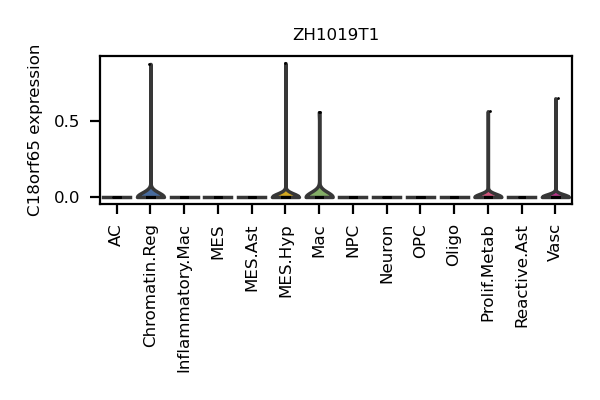 ZH1019T1
C18orf65 expression
0.5
0.0
AC
Chromatin.Reg
Inflammatory.Mac
MES
MES.Ast
MES.Hyp
Mac
NPC
Neuron
OPC
Oligo
Prolif.Metab
Reactive.Ast
Vasc